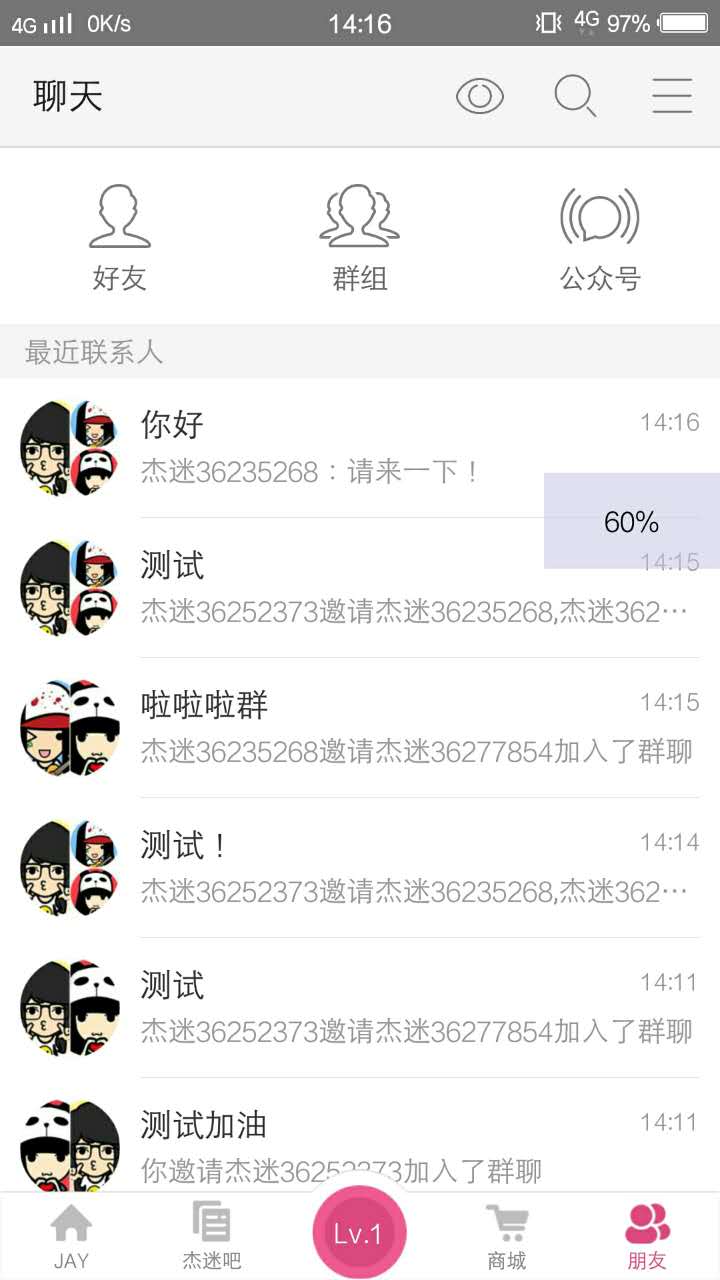 4G 0K/s 14:16 4G 97%
聊天
好友 群组 公众号
最近联系人
你好 14:16
杰迷36235268：请来一下！
60%
测试 14:15
杰迷36252373邀请杰迷36235268,杰迷362…
啦啦啦群 14:15
杰迷36235268邀请杰迷36277854加入了群聊
测试！ 14:14
杰迷36252373邀请杰迷36235268,杰迷362…
测试 14:11
杰迷36252373邀请杰迷36277854加入了群聊
测试加油 14:11
你邀请杰迷36252373加入了群聊
JAY 杰迷吧 Lv.1 商城 朋友